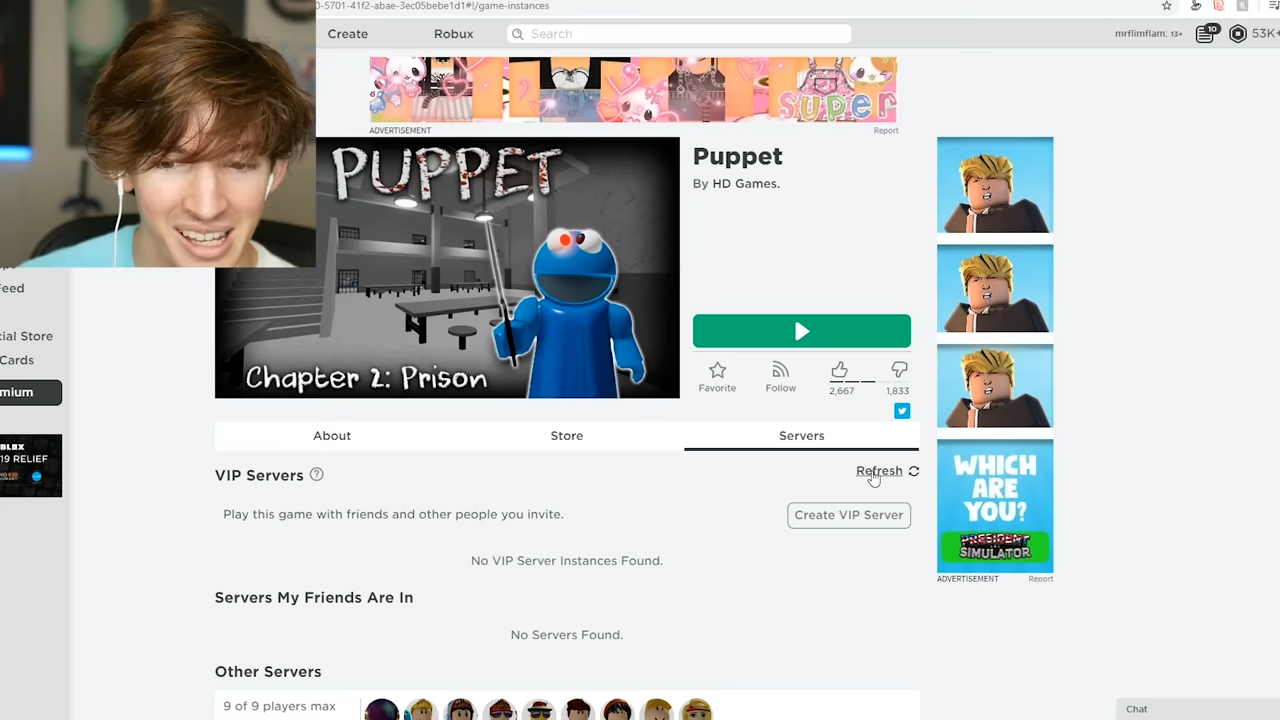 0-5701-41f2-abae-3ec05bebe1d1#!/game-instances
Create
Robux
Search
mrflimflam: 13+
10
53K+
SUPER
ADVERTISEMENT
Report
PUPPET
Chapter 2: Prison
Puppet
By HD Games.
Favorite
Follow
2,667
1,833
Feed
cial Store
Cards
mium
BLOX
19 RELIEF
About
Store
Servers
VIP Servers
Refresh
Play this game with friends and other people you invite.
Create VIP Server
No VIP Server Instances Found.
Servers My Friends Are In
No Servers Found.
Other Servers
9 of 9 players max
WHICH
ARE
YOU?
PRESIDENT
SIMULATOR
ADVERTISEMENT
Report
Chat